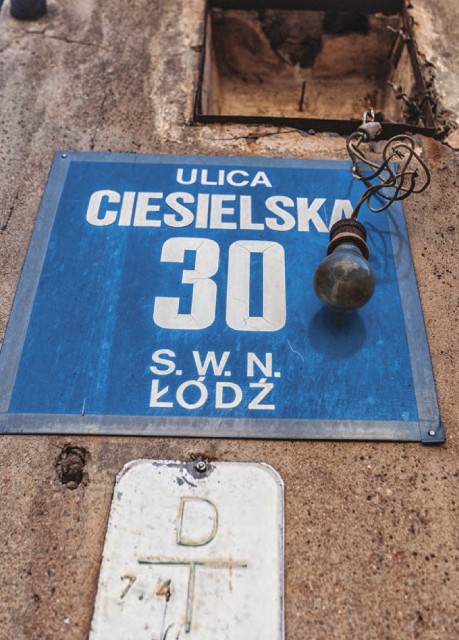 ULICA
CIESIELSKA
30
S. W. N.
ŁÓDŹ
D
7.4